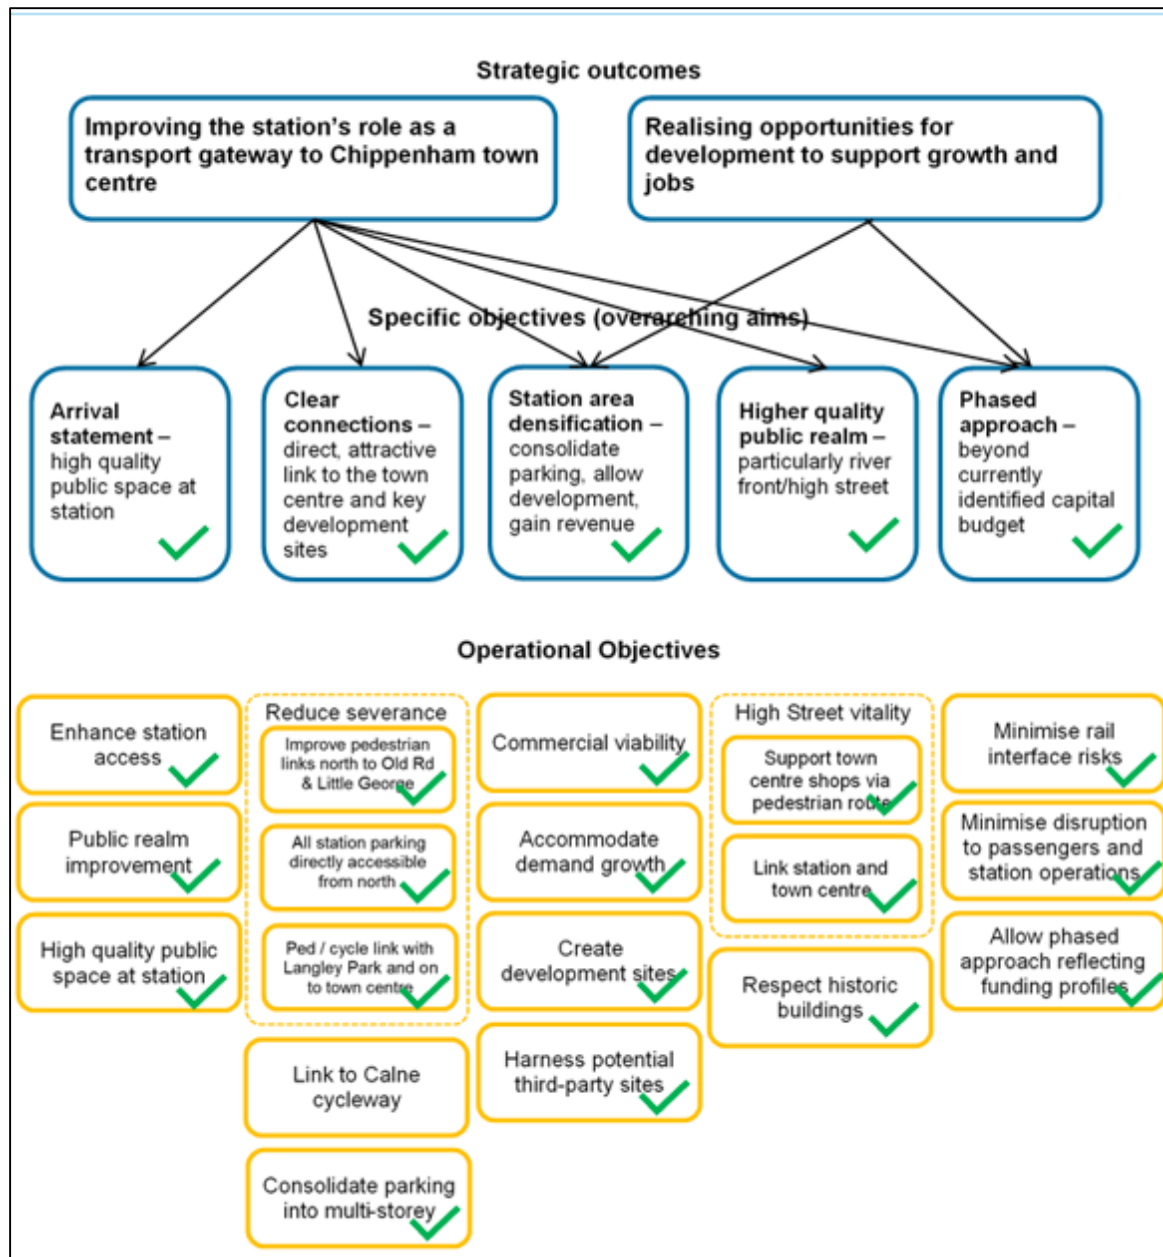 Strategic outcomes
Improving the station's role as a
transport gateway to Chippenham town
centre
Realising opportunities for
development to support growth and
jobs
Specific objectives (overarching aims)
Arrival
statement –
high quality
public space at
station
Clear
connections –
direct, attractive
link to the town
centre and key
development
sites
Station area
densification –
consolidate
parking, allow
development,
gain revenue
Higher quality
public realm –
particularly river
front/high street
Phased
approach –
beyond
currently
identified capital
budget
Operational Objectives
Enhance station
access
Public realm
improvement
High quality public
space at station
Reduce severance
Improve pedestrian
links north to Old Rd
& Little George
All station parking
directly accessible
from north
Ped / cycle link with
Langley Park and on
to town centre
Link to Calne
cycleway
Consolidate parking
into multi-storey
Commercial viability
Accommodate
demand growth
Create
development sites
Harness potential
third-party sites
High Street vitality
Support town
centre shops via
pedestrian route
Link station and
town centre
Respect historic
buildings
Minimise rail
interface risks
Minimise disruption
to passengers and
station operations
Allow phased
approach reflecting
funding profiles